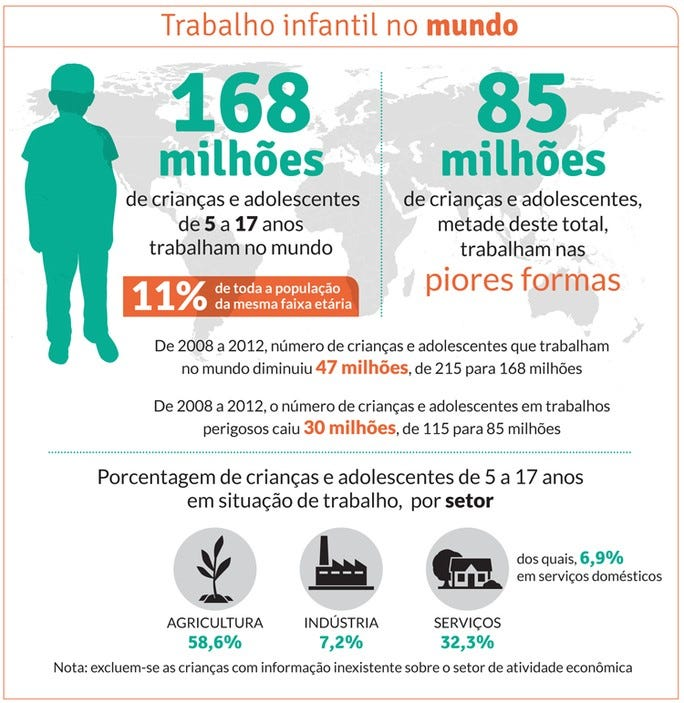 Trabalho infantil no mundo
168
milhões
de crianças e adolescentes
de 5 a 17 anos
trabalham no mundo
11% de toda a população
da mesma faixa etária
85
milhões
de crianças e adolescentes,
metade deste total,
trabalham nas
piores formas
De 2008 a 2012, número de crianças e adolescentes que trabalham
no mundo diminuiu 47 milhões, de 215 para 168 milhões
De 2008 a 2012, o número de crianças e adolescentes em trabalhos
perigosos caiu 30 milhões, de 115 para 85 milhões
Porcentagem de crianças e adolescentes de 5 a 17 anos
em situação de trabalho, por setor
AGRICULTURA
58,6%
INDÚSTRIA
7,2%
SERVIÇOS
32,3%
dos quais, 6,9%
em serviços domésticos
Nota: excluem-se as crianças com informação inexistente sobre o setor de atividade econômica